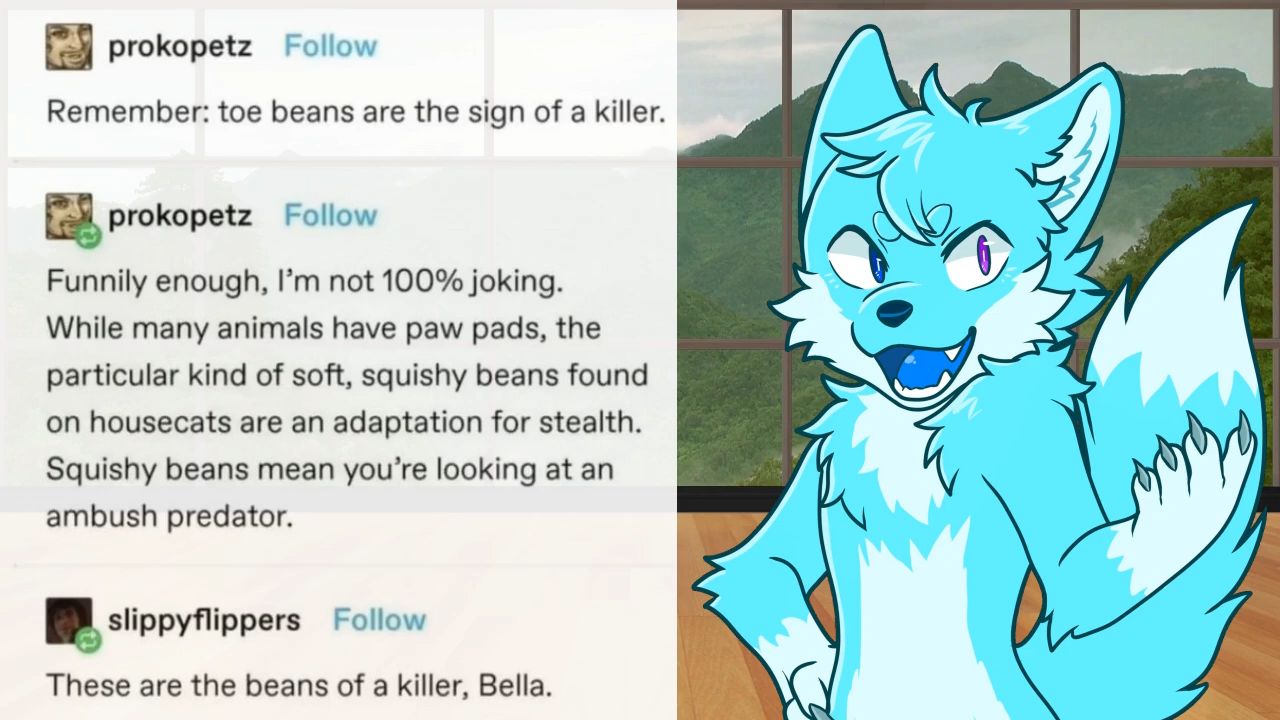 prokopetz Follow
Remember: toe beans are the sign of a killer.
prokopetz Follow
Funnily enough, I’m not 100% joking.
While many animals have paw pads, the
particular kind of soft, squishy beans found
on housecats are an adaptation for stealth.
Squishy beans mean you’re looking at an
ambush predator.
slippyflippers Follow
These are the beans of a killer, Bella.